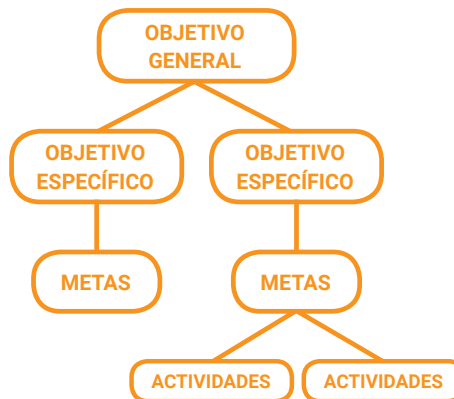 OBJETIVO
GENERAL
OBJETIVO
ESPECÍFICO
OBJETIVO
ESPECÍFICO
METAS
METAS
ACTIVIDADES
ACTIVIDADES